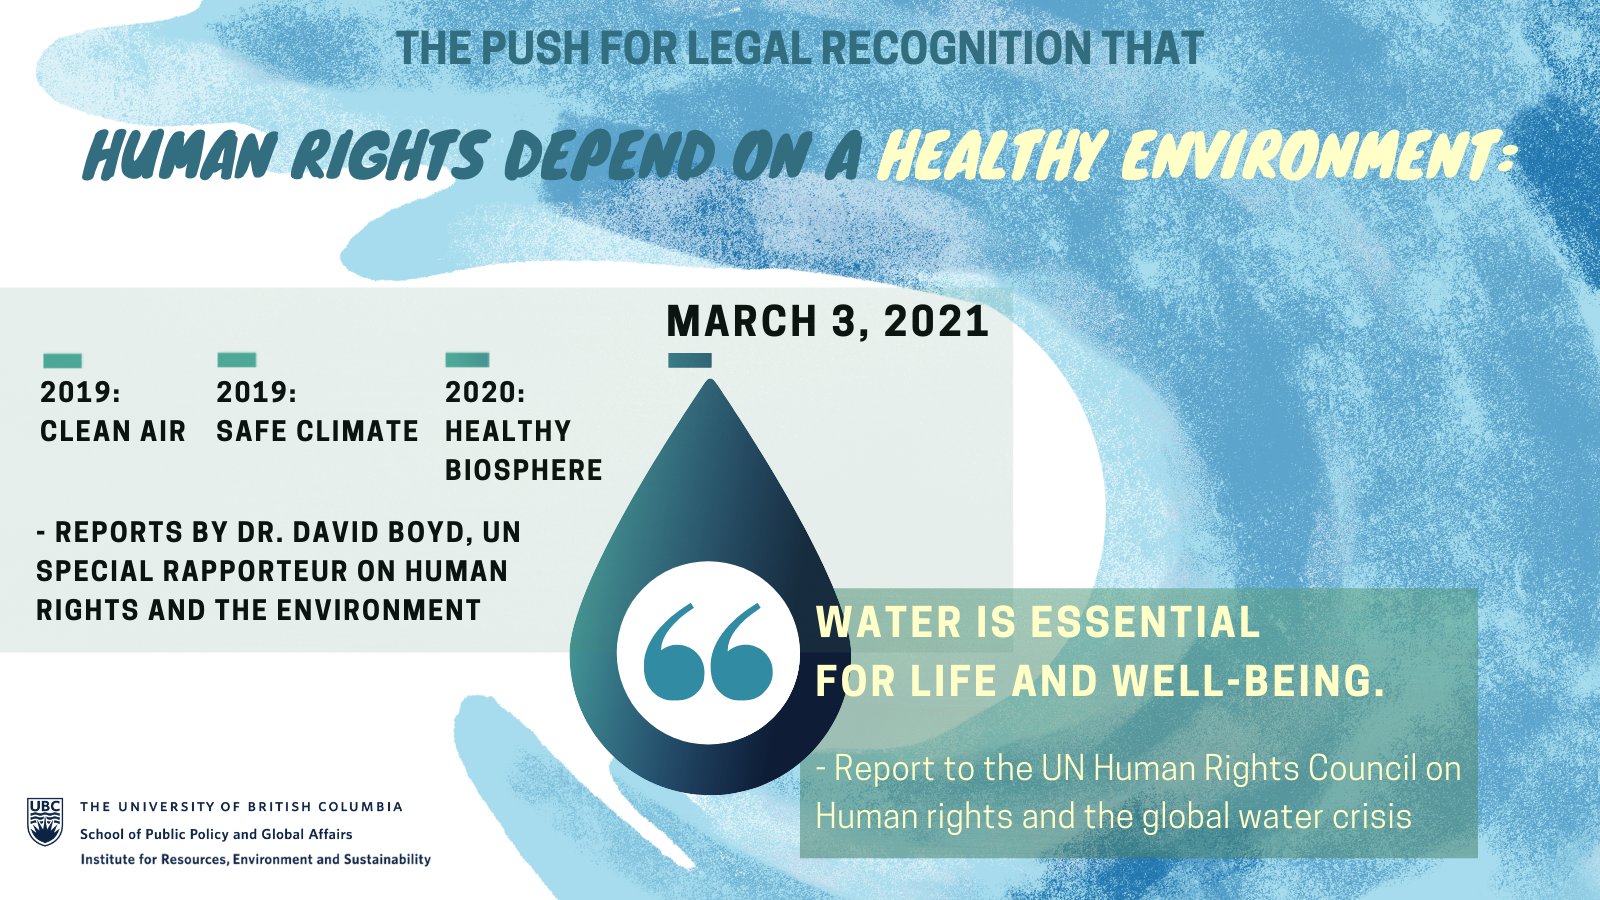 THE PUSH FOR LEGAL RECOGNITION THAT
HUMAN RIGHTS DEPEND ON A HEALTHY ENVIRONMENT:
MARCH 3, 2021
2019:
CLEAN AIR
2019:
SAFE CLIMATE
2020:
HEALTHY
BIOSPHERE
- REPORTS BY DR. DAVID BOYD, UN
SPECIAL RAPPORTEUR ON HUMAN
RIGHTS AND THE ENVIRONMENT
“
WATER IS ESSENTIAL
FOR LIFE AND WELL-BEING.
- Report to the UN Human Rights Council on
Human rights and the global water crisis
UBC
THE UNIVERSITY OF BRITISH COLUMBIA
School of Public Policy and Global Affairs
Institute for Resources, Environment and Sustainability